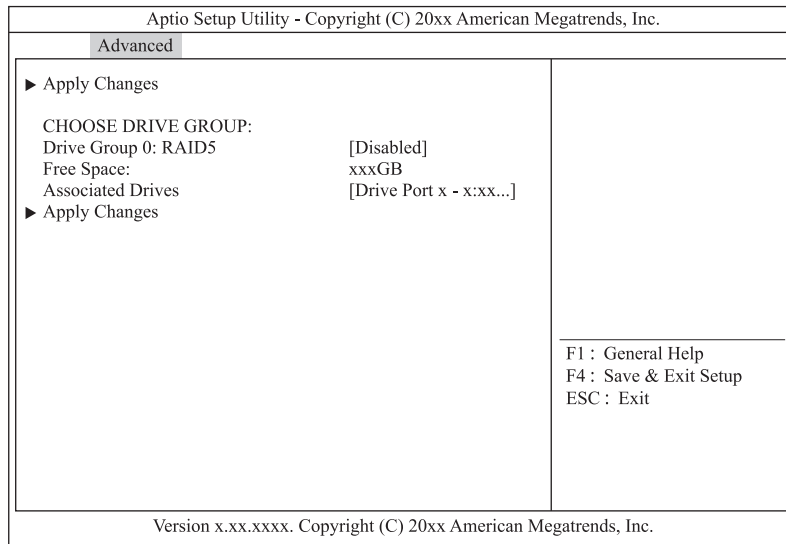 Aptio Setup Utility - Copyright (C) 20xx American Megatrends, Inc.
Advanced
▶ Apply Changes
CHOOSE DRIVE GROUP:
Drive Group 0: RAID5 [Disabled]
Free Space: xxxGB
Associated Drives [Drive Port x - x:xx...]
▶ Apply Changes
F1 : General Help
F4 : Save & Exit Setup
ESC : Exit
Version x.xx.xxxx. Copyright (C) 20xx American Megatrends, Inc.